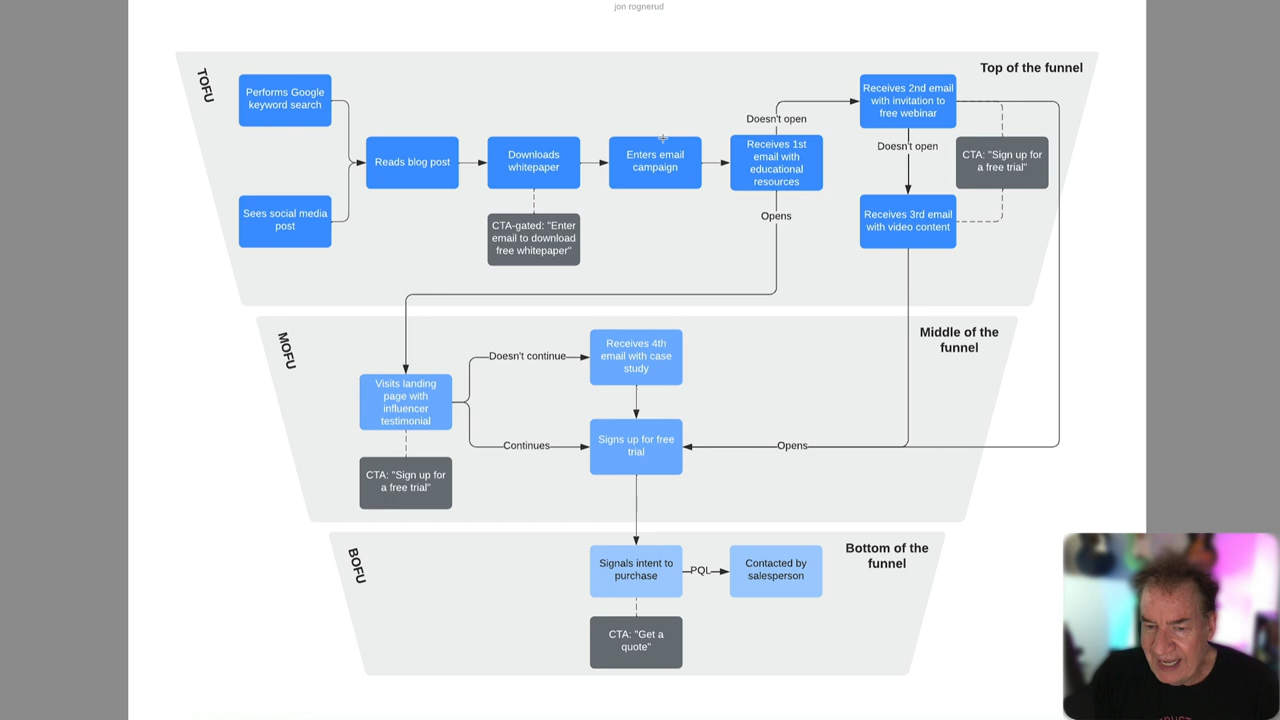 jon rognerud
TOFU
Top of the funnel
Performs Google
keyword search
Sees social media
post
Reads blog post
Downloads
whitepaper
CTA-gated: "Enter
email to download
free whitepaper"
Enters email
campaign
Doesn't open
Receives 1st
email with
educational
resources
Opens
Receives 2nd email
with invitation to
free webinar
Doesn't open
CTA: "Sign up for
a free trial"
Receives 3rd email
with video content
MOFU
Middle of the
funnel
Visits landing
page with
influencer
testimonial
CTA: "Sign up for
a free trial"
Doesn't continue
Continues
Receives 4th
email with case
study
Signs up for free
trial
Opens
BOFU
Bottom of the
funnel
Signals intent to
purchase
PQL
Contacted by
salesperson
CTA: "Get a
quote"